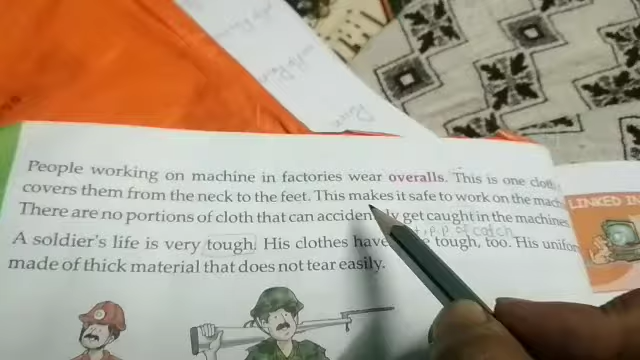 People working on machine in factories wear overalls. This is one cloth
covers them from the neck to the feet. This makes it safe to work on the mach
There are no portions of cloth that can acciden ly get caught in the machines
P.P. of catch
A soldier's life is very tough. His clothes have e tough, too. His unifor
made of thick material that does not tear easily.
LINKED IN